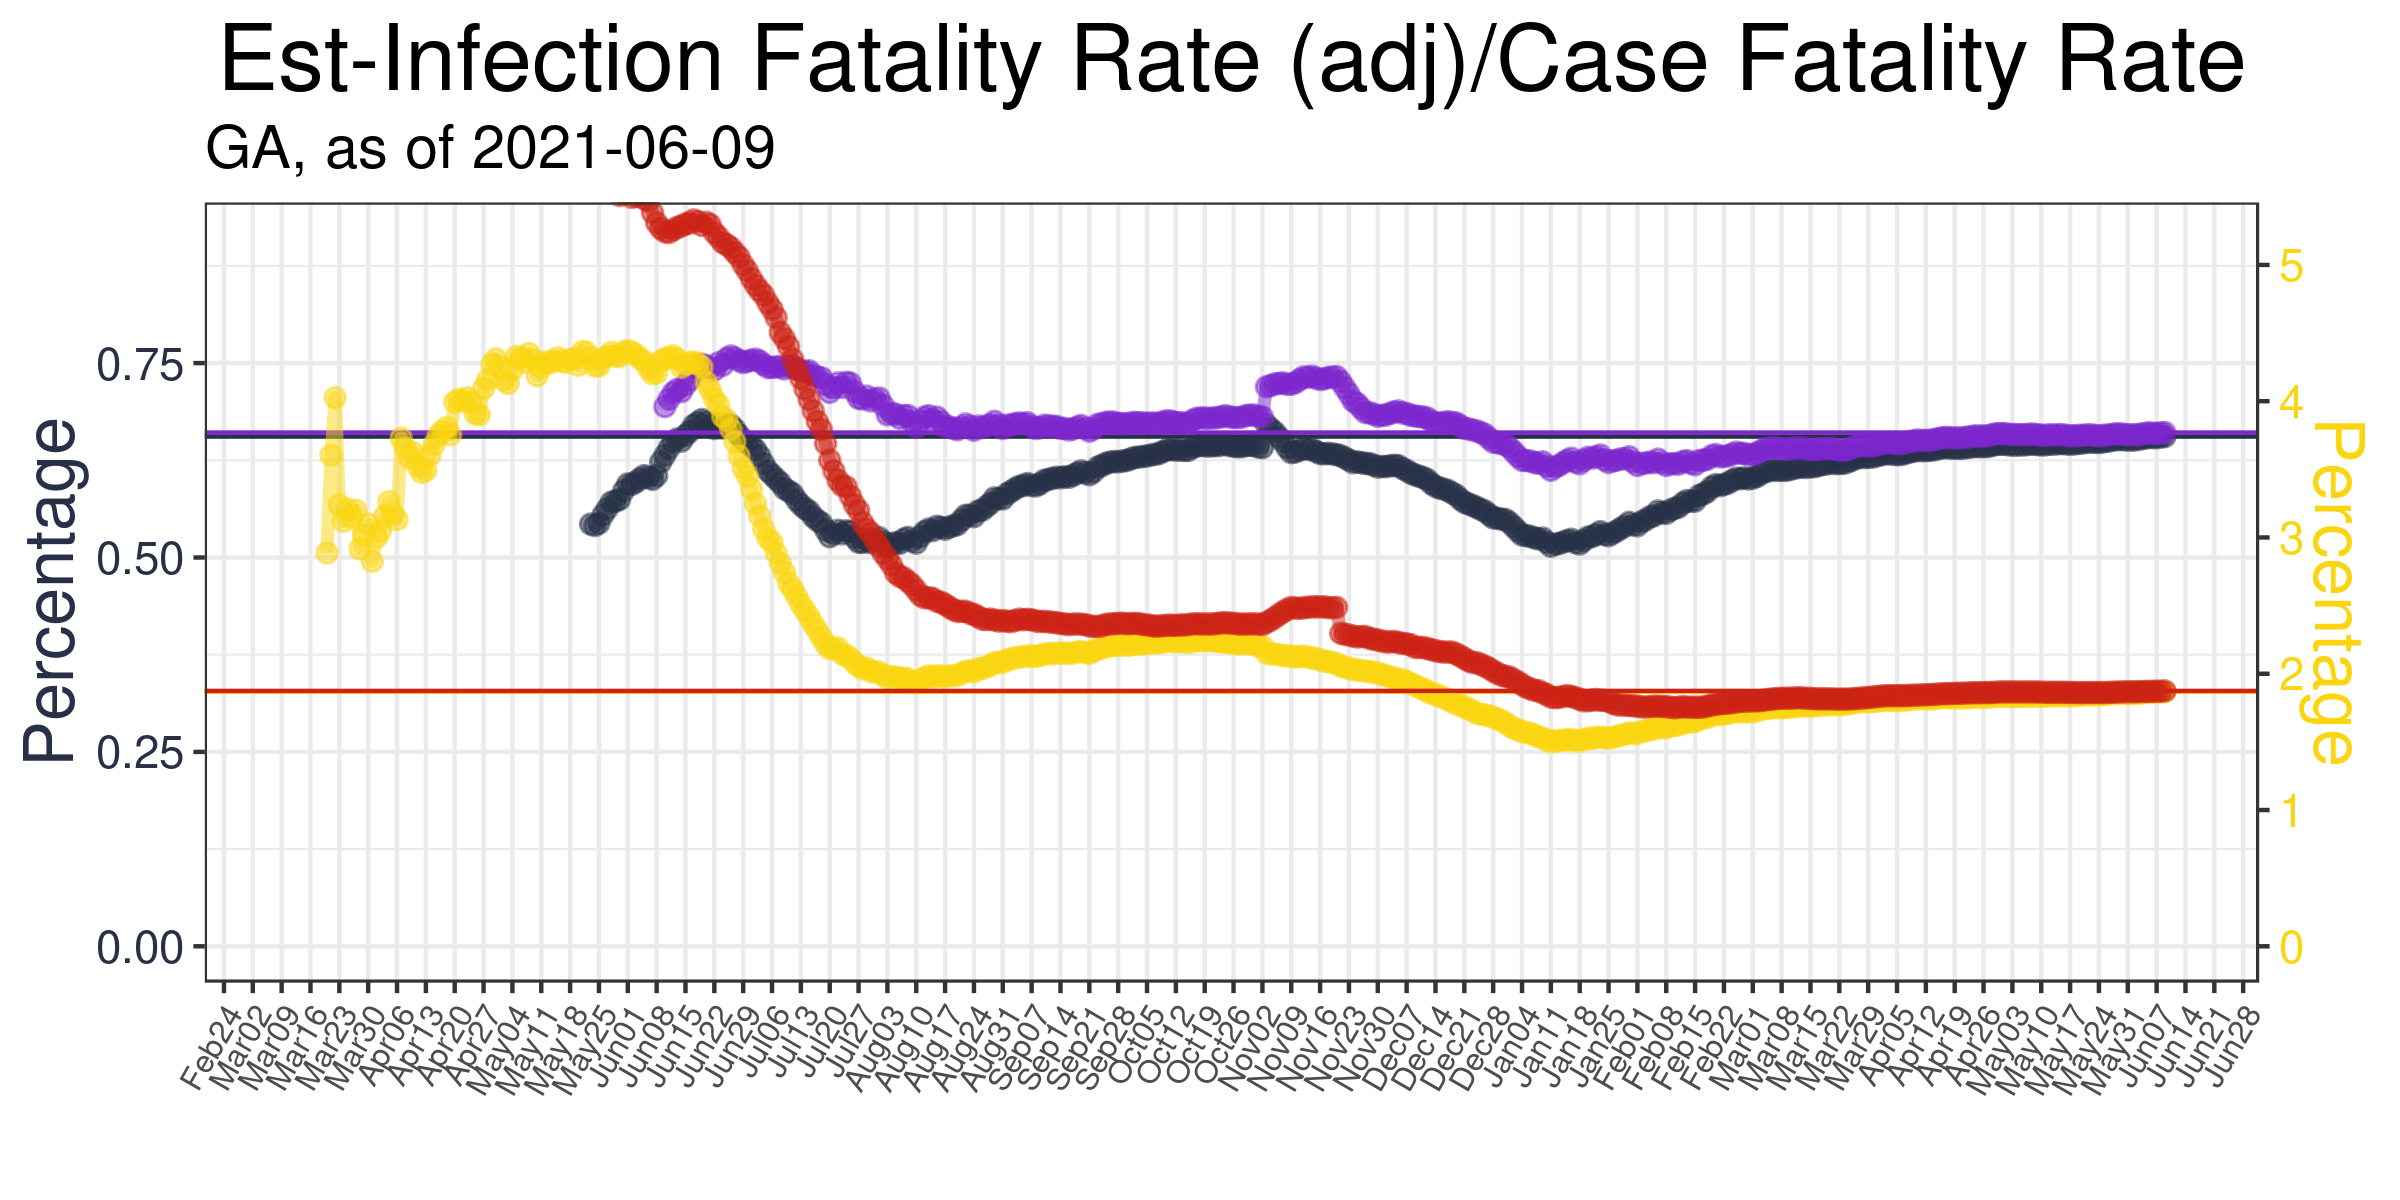 Est-Infection Fatality Rate (adj)/Case Fatality Rate
GA, as of 2021-06-09
Percentage
0.75
0.50
0.25
0.00
5
4
3
2
1
0
Percentage
Feb24
Mar02
Mar09
Mar16
Mar23
Mar30
Apr06
Apr13
Apr20
Apr27
May04
May11
May18
May25
Jun01
Jun08
Jun15
Jun22
Jun29
Jul06
Jul13
Jul20
Jul27
Aug03
Aug10
Aug17
Aug24
Aug31
Sep07
Sep14
Sep21
Sep28
Oct05
Oct12
Oct19
Oct26
Nov02
Nov09
Nov16
Nov23
Nov30
Dec07
Dec14
Dec21
Dec28
Jan04
Jan11
Jan18
Jan25
Feb01
Feb08
Feb15
Feb22
Mar01
Mar08
Mar15
Mar22
Mar29
Apr05
Apr12
Apr19
Apr26
May03
May10
May17
May24
May31
Jun07
Jun14
Jun21
Jun28